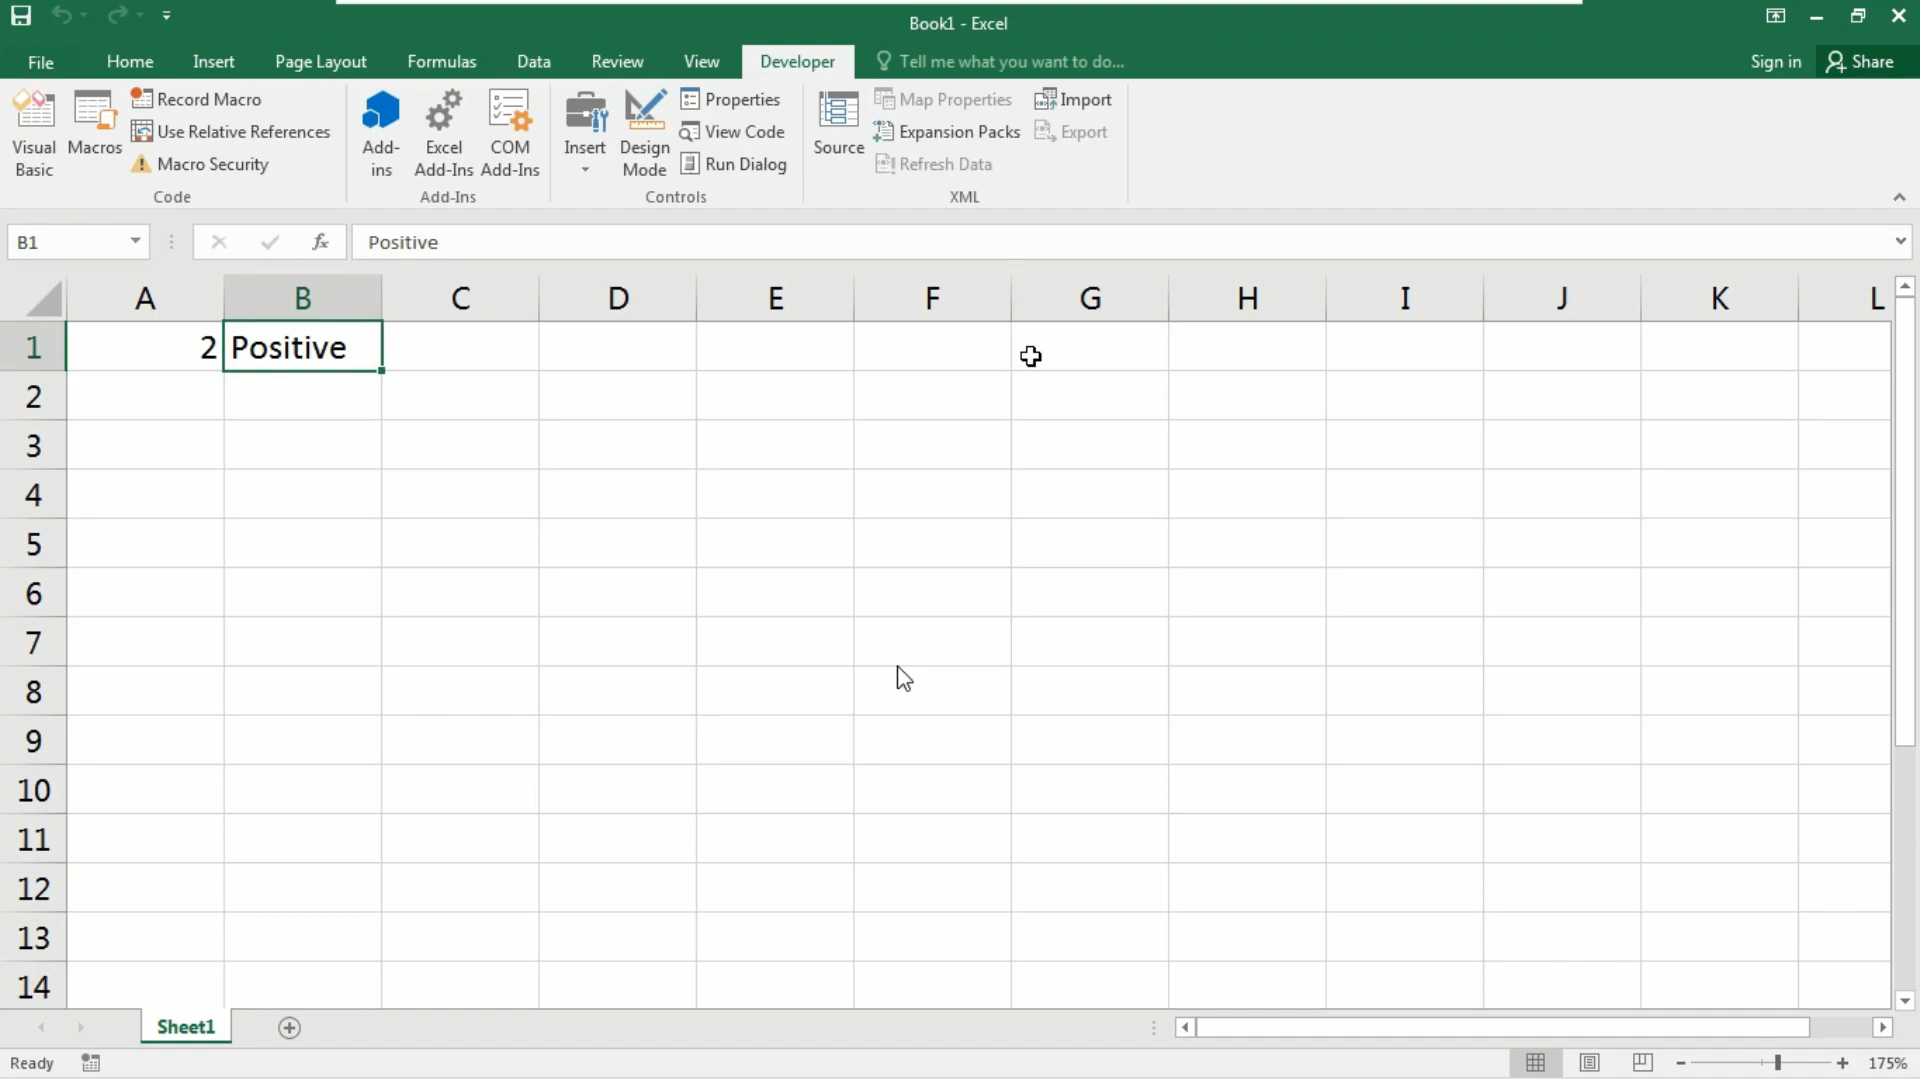 Book1 - Excel
File Home Insert Page Layout Formulas Data Review View Developer Tell me what you want to do... Sign in Share
Visual Basic
Macros
Record Macro
Use Relative References
Macro Security
Code
Add-ins
Excel Add-Ins
COM Add-Ins
Add-Ins
Insert
Design Mode
Properties
View Code
Run Dialog
Controls
Source
Map Properties
Expansion Packs
Refresh Data
Import
Export
XML
B1 fx Positive
A B C D E F G H I J K L
1 2 Positive
2
3
4
5
6
7
8
9
10
11
12
13
14
Sheet1
Ready 175%